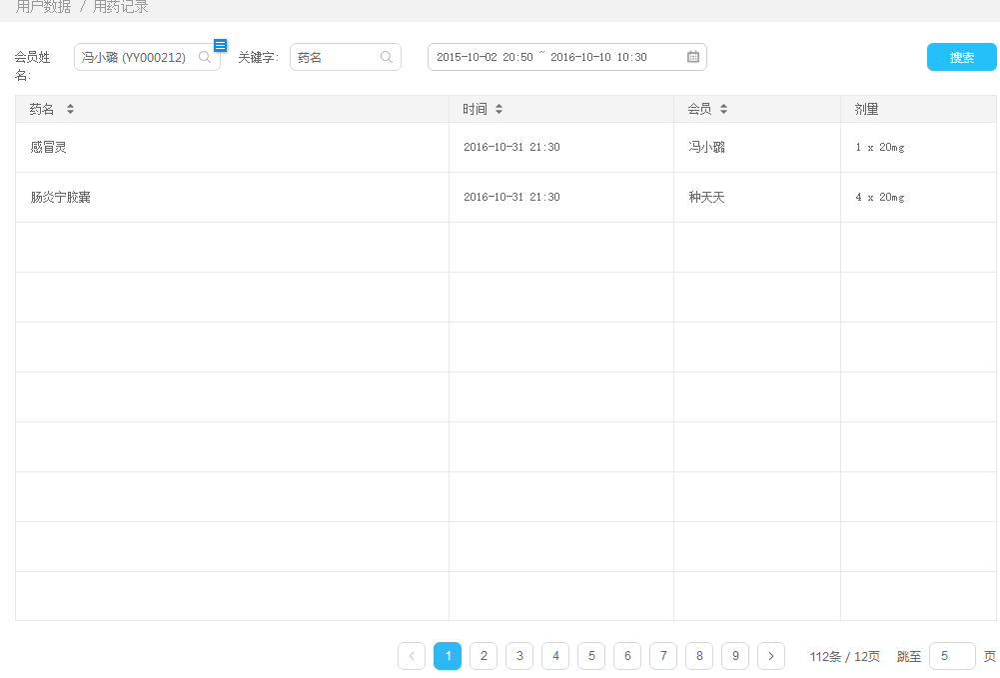 用户数据 / 用药记录
会员姓名: 冯小璐 (YY000212) 关键字: 药名 2015-10-02 20:50 ~ 2016-10-10 10:30 搜索
药名 时间 会员 剂量
感冒灵 2016-10-31 21:30 冯小璐 1 x 20mg
肠炎宁胶囊 2016-10-31 21:30 种天天 4 x 20mg
< 1 2 3 4 5 6 7 8 9 > 112条 / 12页 跳至 5 页